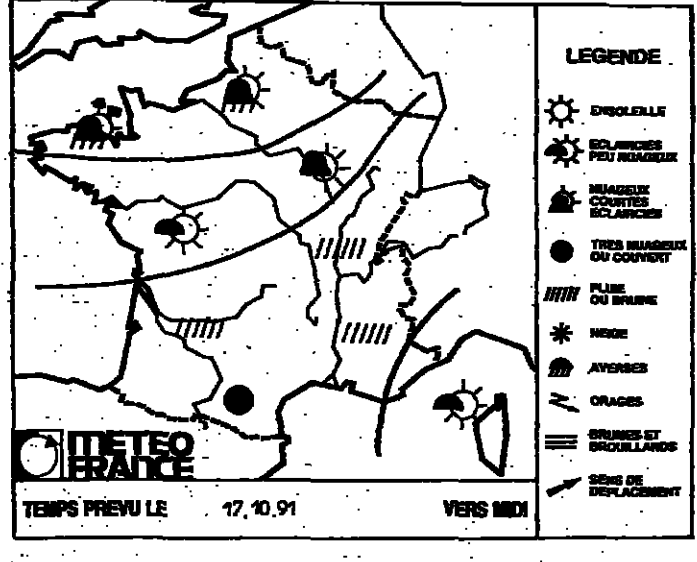 LEGENDE
ENSOLEILLE
ECLAIRCIES
PEU NUAGEUX
NUAGEUX
COURTES
ECLAIRCIES
TRES NUAGEUX
OU COUVERT
PLUIE
OU BRUINE
NEIGE
AVERSES
ORAGES
BRUMES ET
BROUILLARDS
SENS DE
DEPLACEMENT
METEO
FRANCE
TEMPS PREVU LE 17.10.91 VERS MIDI